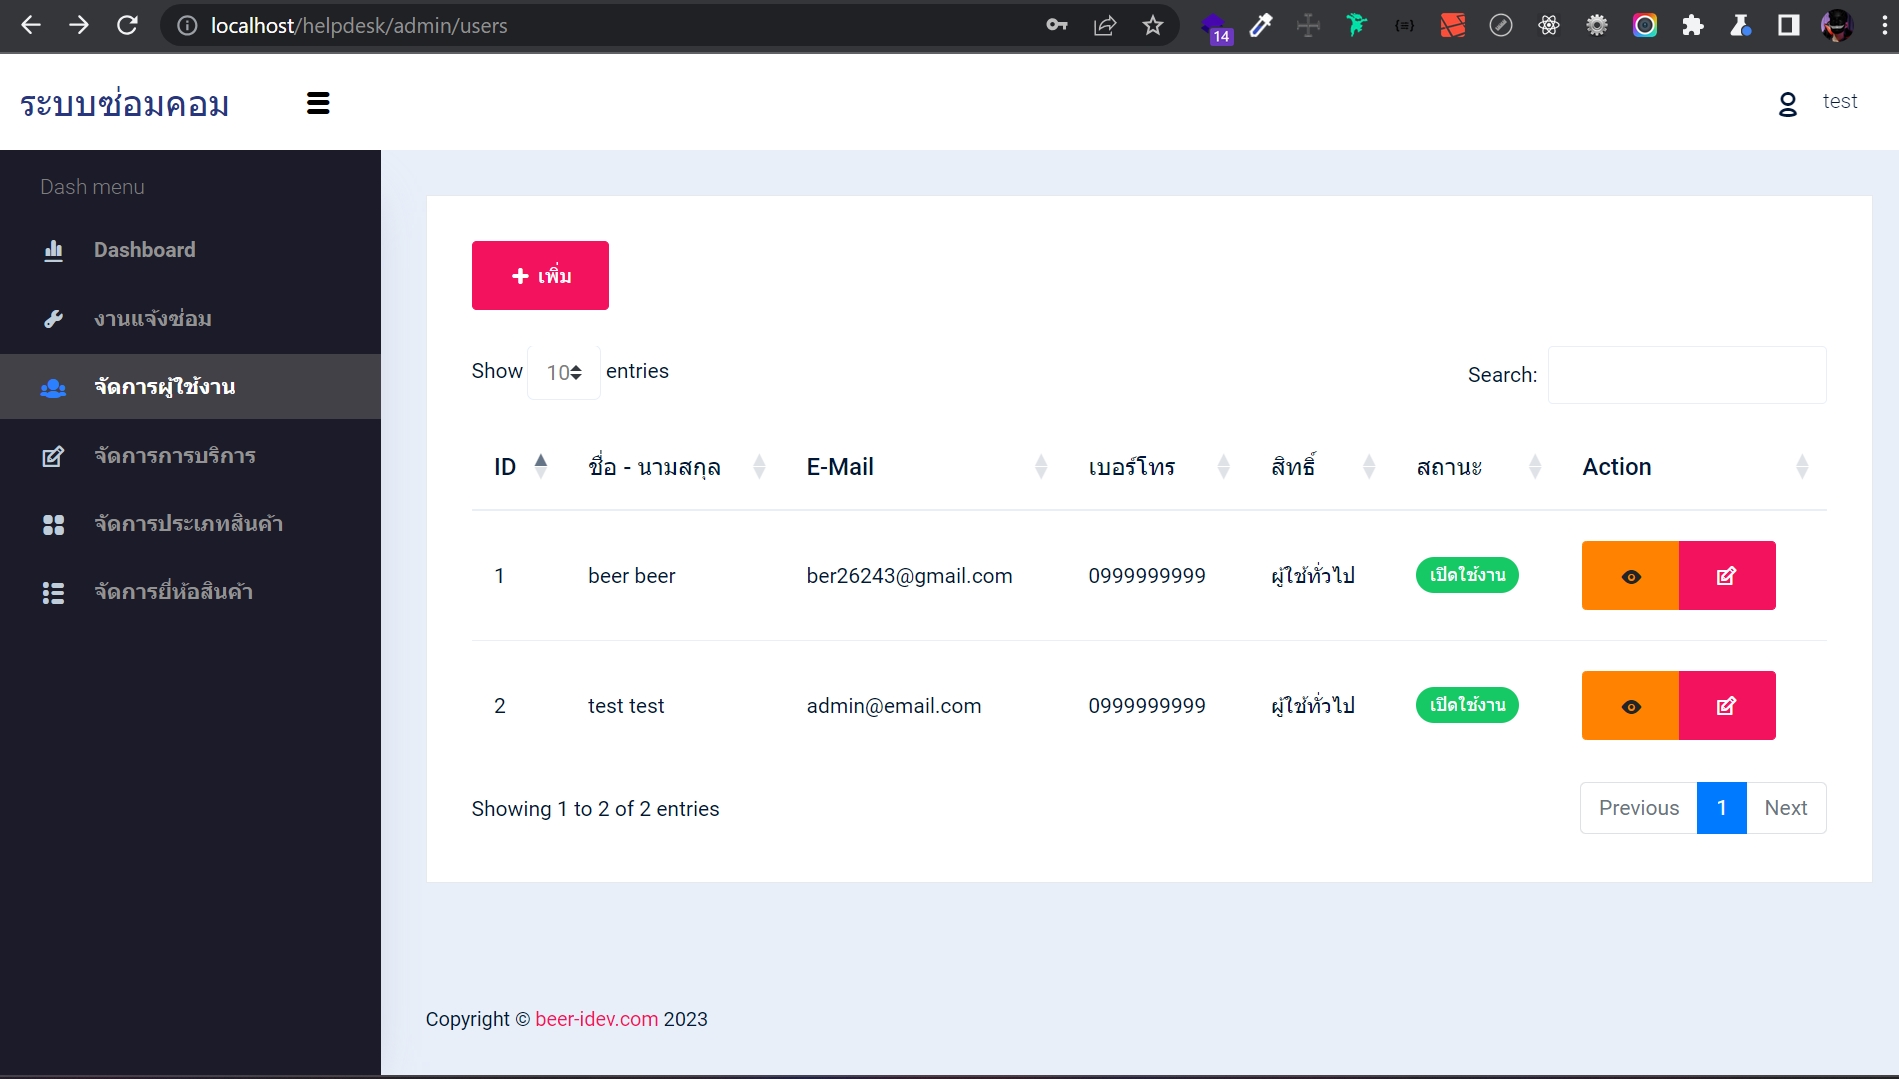 localhost/helpdesk/admin/users
14
ระบบซ่อมคอม
test
Dash menu
Dashboard
งานแจ้งซ่อม
จัดการผู้ใช้งาน
จัดการการบริการ
จัดการประเภทสินค้า
จัดการยี่ห้อสินค้า
เพิ่ม
Show 10 entries
Search:
ID ชื่อ - นามสกุล E-Mail เบอร์โทร สิทธิ์ สถานะ Action
1 beer beer ber26243@gmail.com 0999999999 ผู้ใช้ทั่วไป เปิดใช้งาน
2 test test admin@email.com 0999999999 ผู้ใช้ทั่วไป เปิดใช้งาน
Showing 1 to 2 of 2 entries
Previous 1 Next
Copyright © beer-idev.com 2023